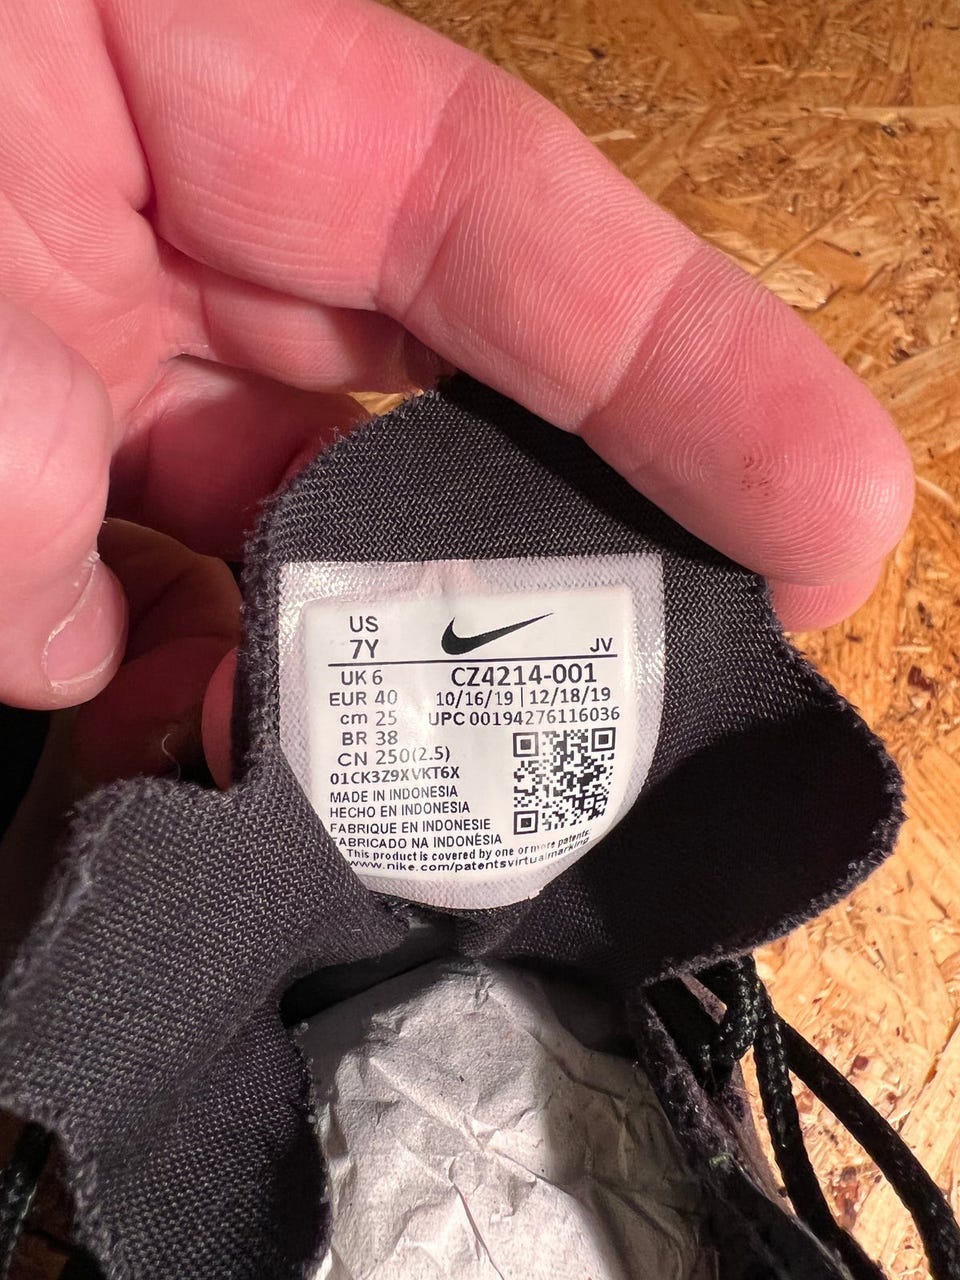 US
7Y
JV
UK 6
EUR 40
cm 25
BR 38
CN 250(2.5)
CZ4214-001
10/16/19 | 12/18/19
UPC 00194276116036
01CK3Z9XVKT6X
MADE IN INDONESIA
HECHO EN INDONESIA
FABRIQUE EN INDONESIE
FABRICADO NA INDONÉSIA
This product is covered by one or more patents:
www.nike.com/patentsvirtualmarking